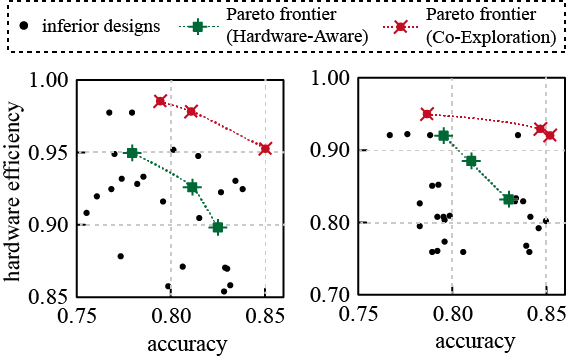 inferior designs
Pareto frontier
(Hardware-Aware)
Pareto frontier
(Co-Exploration)
hardware efficiency
1.00
0.95
0.90
0.85
0.75
0.80
0.85
accuracy
1.00
0.90
0.80
0.70
0.75
0.80
0.85
accuracy